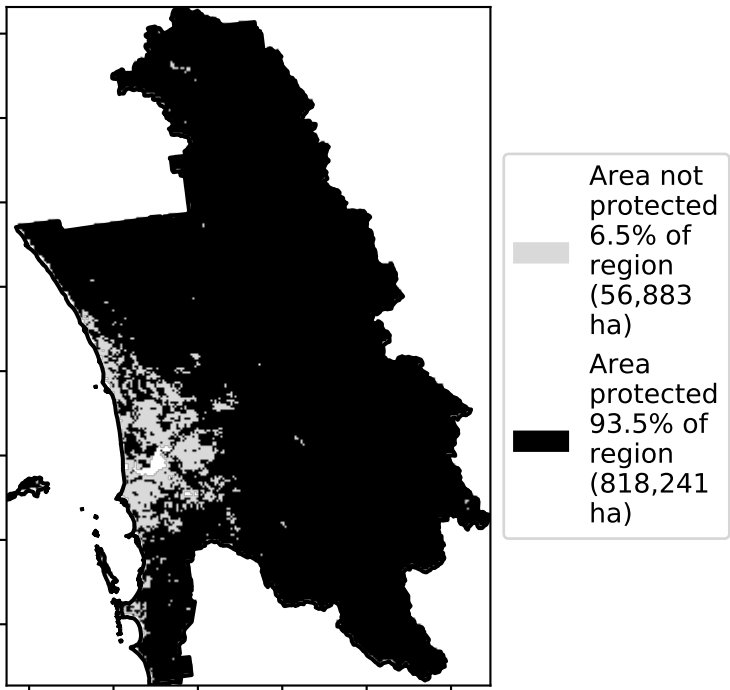 Area not
protected
6.5% of
region
(56,883
ha)
Area
protected
93.5% of
region
(818,241
ha)